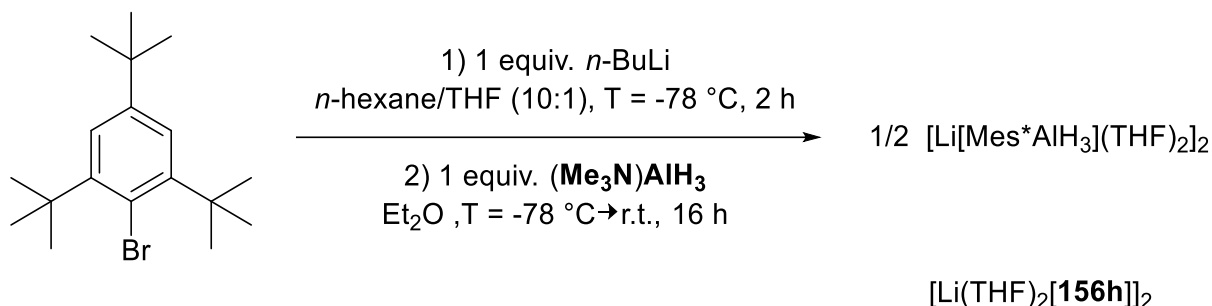 1) 1 equiv. n-BuLi
n-hexane/THF (10:1), T = -78 °C, 2 h
1/2 [Li[Mes*AlH₃](THF)₂]₂
2) 1 equiv. (Me₃N)AlH₃
Et₂O ,T = -78 °C→r.t., 16 h
Br
[Li(THF)₂[156h]]₂